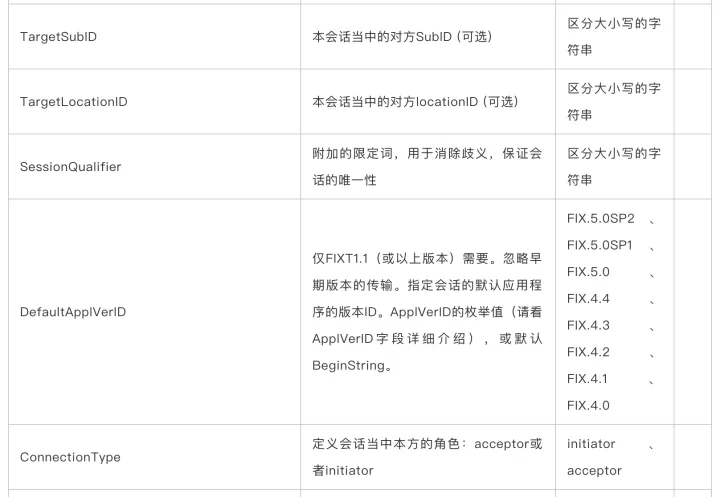 TargetSubID
本会话当中的对方SubID (可选)
区分大小写的字
符串
TargetLocationID
本会话当中的对方locationID (可选)
区分大小写的字
符串
SessionQualifier
附加的限定词，用于消除歧义，保证会
话的唯一性
区分大小写的字
符串
DefaultApplVerID
仅FIXT1.1（或以上版本）需要。忽略早
期版本的传输。指定会话的默认应用程
序的版本ID。ApplVerID的枚举值（请看
ApplVerID字段详细介绍），或默认
BeginString。
FIX.5.0SP2 、
FIX.5.0SP1 、
FIX.5.0 、
FIX.4.4 、
FIX.4.3 、
FIX.4.2 、
FIX.4.1 、
FIX.4.0
ConnectionType
定义会话当中本方的角色：acceptor或
者initiator
initiator 、
acceptor